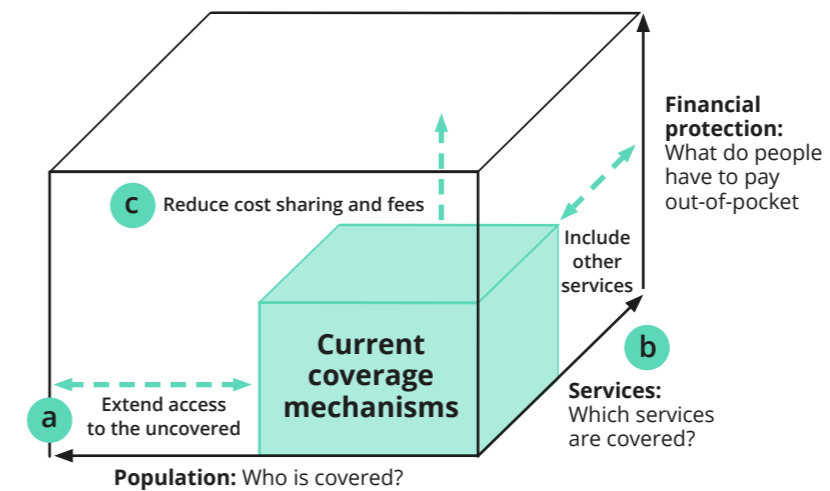 Financial
protection:
What do people
have to pay
out-of-pocket
c
Reduce cost sharing and fees
Include
other
services
Current
coverage
mechanisms
b
Extend access
to the uncovered
a
Services:
Which services
are covered?
Population: Who is covered?